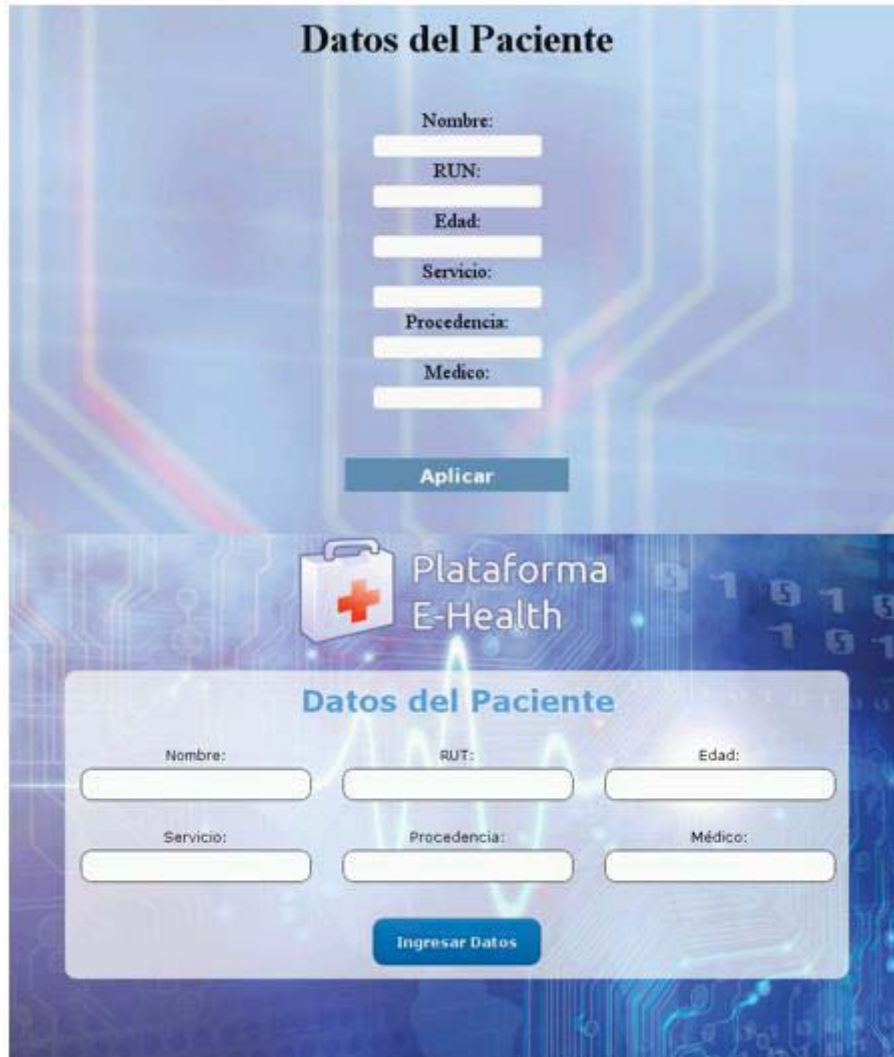 Datos del Paciente
Nombre:
RUN:
Edad:
Servicio:
Procedencia:
Medico:
Aplicar
Plataforma
E-Health
Datos del Paciente
Nombre: RUT: Edad:
Servicio: Procedencia: Médico:
Ingresar Datos